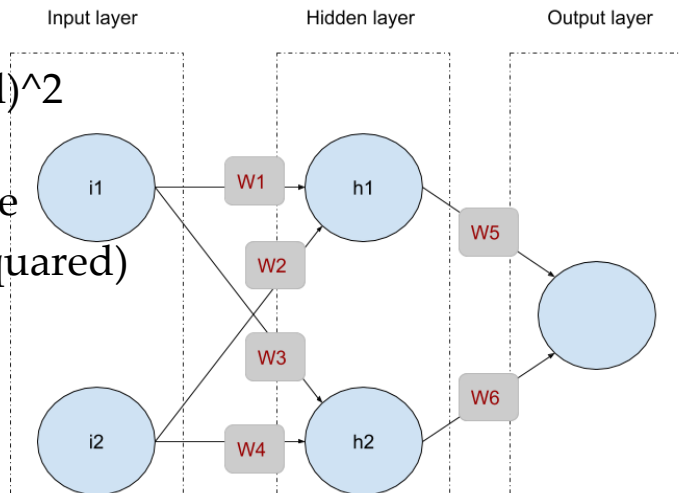 Input layer
Hidden layer
Output layer
)^2
i1
W1
h1
W5
W2
quared)
W3
W6
i2
W4
h2